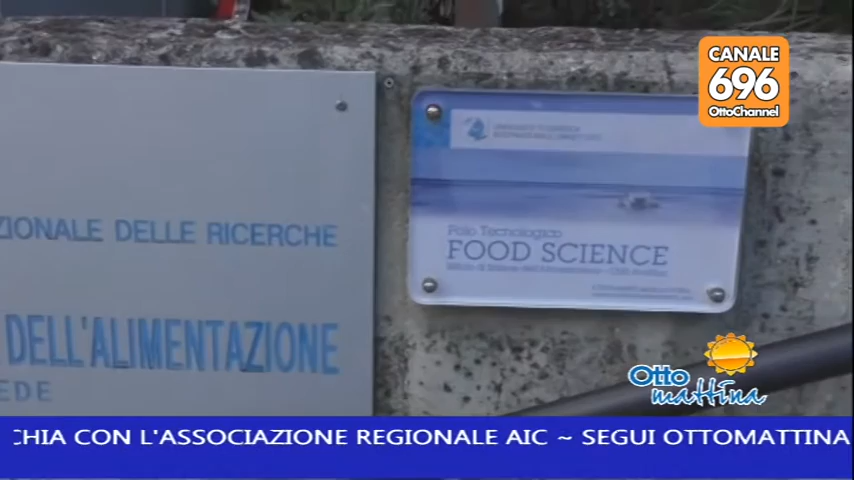 CANALE
696
OttoChannel
ZIONALE DELLE RICERCHE
DELL'ALIMENTAZIONE
EDE
Polo Tecnologico
FOOD SCIENCE
Otto
mattina
CHIA CON L'ASSOCIAZIONE REGIONALE AIC ~ SEGUI OTTOMATTINA